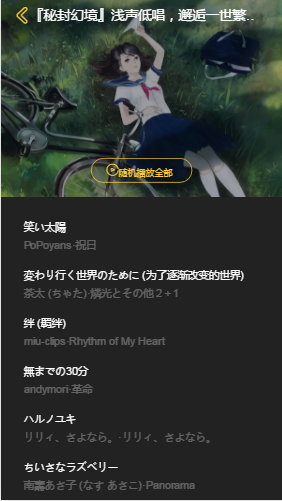 『秘封幻境』浅声低唱，邂逅一世繁..
随机播放全部
笑い太陽
PoPoyans·祝日
変わり行く世界のために (为了逐渐改变的世界)
茶太 (ちゃた)·燐光とその他２+１
绊 (羁绊)
miu-clips·Rhythm of My Heart
無までの30分
andymori·革命
ハルノユキ
リリィ、さよなら。·リリィ、さよなら。
ちいさなラズベリー
南壽あさ子 (なす あさこ)·Panorama